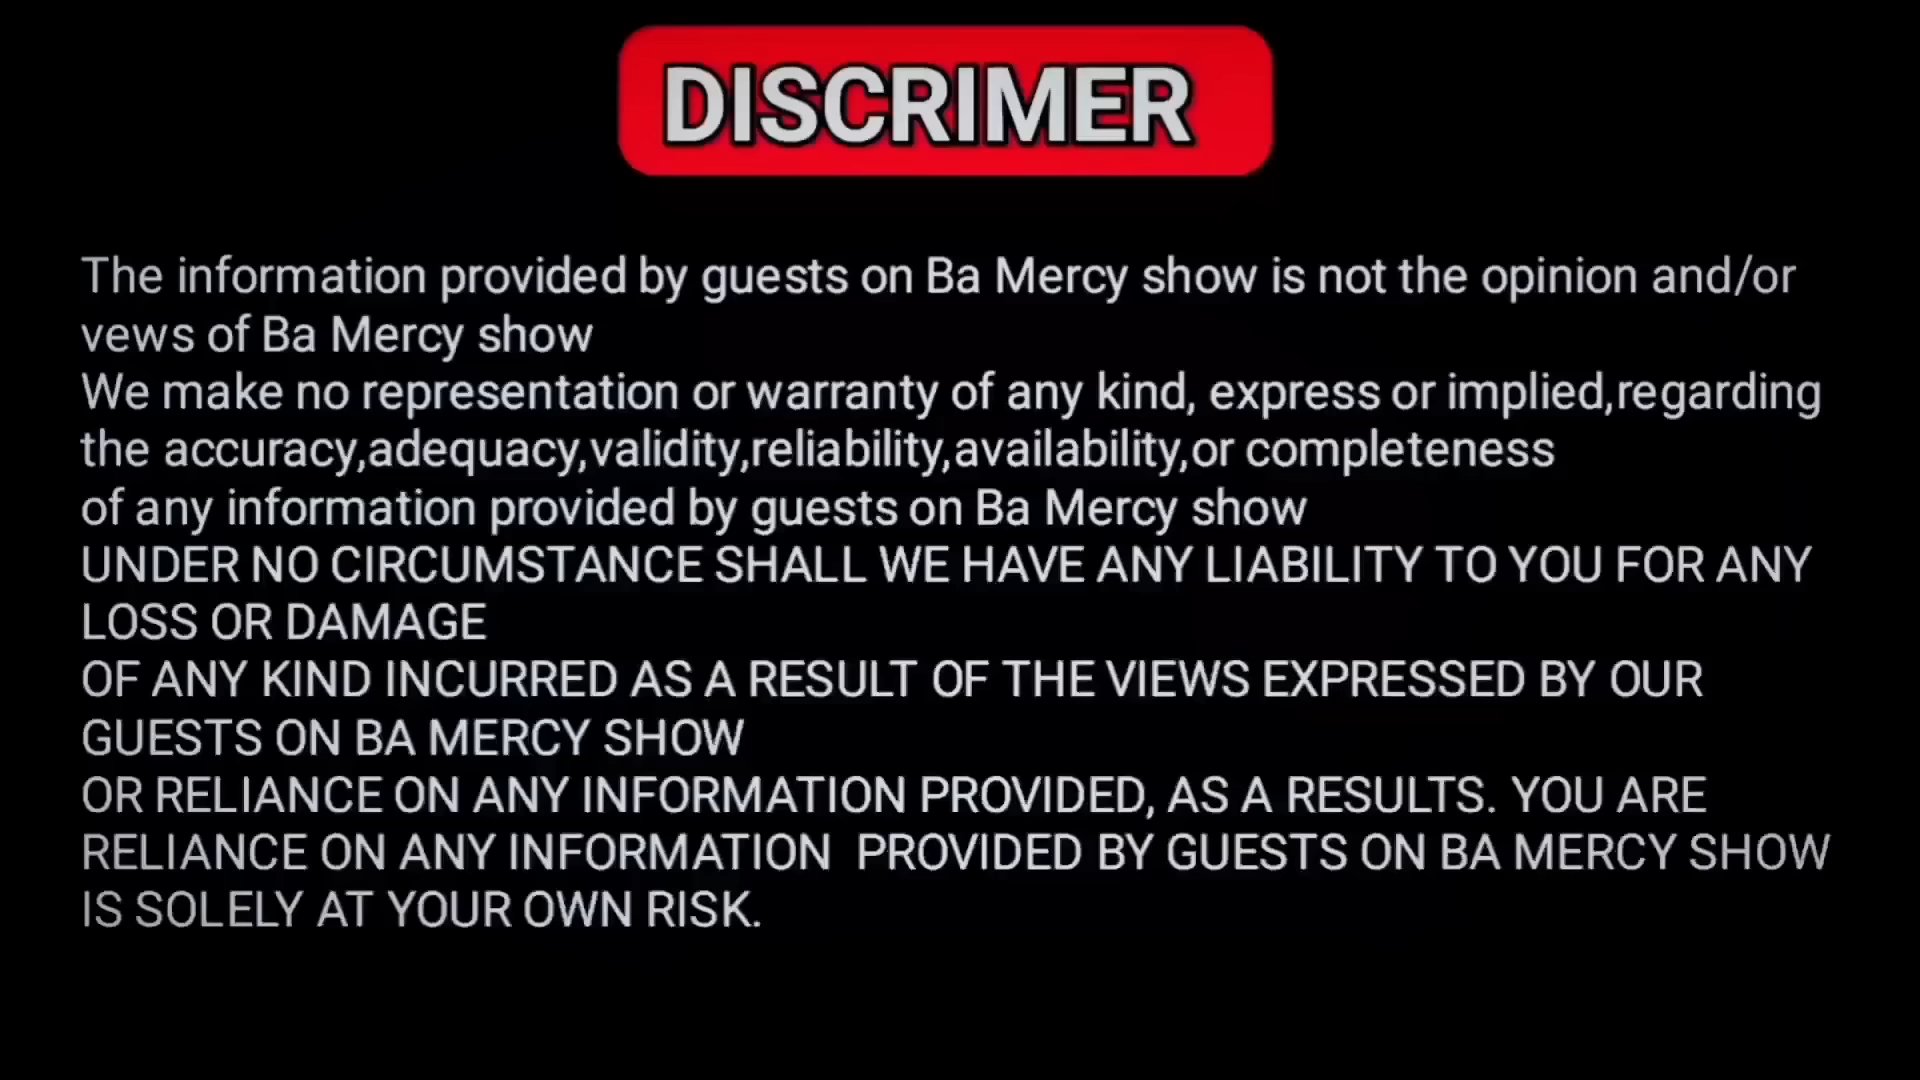 DISCRIMER
The information provided by guests on Ba Mercy show is not the opinion and/or
vews of Ba Mercy show
We make no representation or warranty of any kind, express or implied,regarding
the accuracy,adequacy,validity,reliability,availability,or completeness
of any information provided by guests on Ba Mercy show
UNDER NO CIRCUMSTANCE SHALL WE HAVE ANY LIABILITY TO YOU FOR ANY
LOSS OR DAMAGE
OF ANY KIND INCURRED AS A RESULT OF THE VIEWS EXPRESSED BY OUR
GUESTS ON BA MERCY SHOW
OR RELIANCE ON ANY INFORMATION PROVIDED, AS A RESULTS. YOU ARE
RELIANCE ON ANY INFORMATION  PROVIDED BY GUESTS ON BA MERCY SHOW
IS SOLELY AT YOUR OWN RISK.